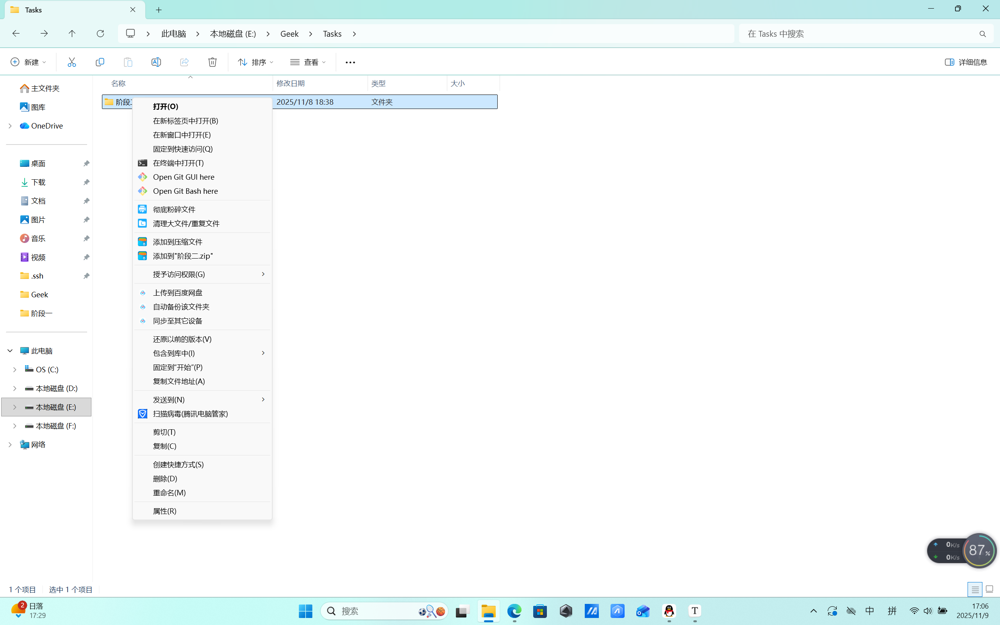 Tasks
此电脑 本地磁盘 (E:) Geek Tasks
在 Tasks 中搜索
新建 排序 查看 详细信息
名称 修改日期 类型 大小
主文件夹
图库
OneDrive
桌面
下载
文档
图片
音乐
视频
.ssh
Geek
阶段一
此电脑
OS (C:)
本地磁盘 (D:)
本地磁盘 (E:)
本地磁盘 (F:)
网络
阶段 2025/11/8 18:38 文件夹
打开(O)
在新标签页中打开(B)
在新窗口中打开(E)
固定到快速访问(Q)
在终端中打开(T)
Open Git GUI here
Open Git Bash here
彻底粉碎文件
清理大文件/重复文件
添加到压缩文件
添加到"阶段二.zip"
授予访问权限(G)
上传到百度网盘
自动备份该文件夹
同步至其它设备
还原以前的版本(V)
包含到库中(I)
固定到“开始”(P)
复制文件地址(A)
发送到(N)
扫描病毒(腾讯电脑管家)
剪切(T)
复制(C)
创建快捷方式(S)
删除(D)
重命名(M)
属性(R)
0K/s
0K/s
87%
1 个项目 选中 1 个项目
2 日落
17:29
搜索
T
中 拼
17:06
2025/11/9